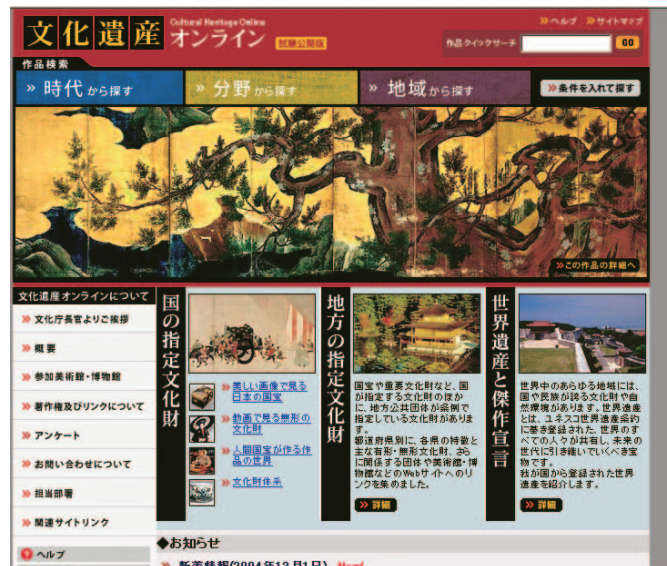 文化遺産
Cultural Heritage Online
オンライン
試験公開版
» ヘルプ » サイトマップ
作品クイックサーチ
GO
作品検索
» 時代から探す
» 分野から探す
» 地域から探す
» 条件を入れて探す
» この作品の詳細へ
文化遺産オンラインについて
» 文化庁長官よりご挨拶
» 概要
» 参加美術館・博物館
» 著作権及びリンクについて
» アンケート
» お問い合わせについて
» 担当部署
» 関連サイトリンク
ヘルプ
国の指定文化財
» 美しい画像で見る
日本の国宝
» 動画で見る無形の
文化財
» 人間国宝が作る作
品の世界
» 文化財体系
地方の指定文化財
国宝や重要文化財など、国
が指定する文化財のほか
に、地方公共団体が条例で
指定している文化財がありま
す。
都道府県別に、各県の特徴と
主な有形・無形文化財、さら
に関係する団体や美術館・博
物館などのWebサイトへのリ
ンクを集めました。
» 詳細
世界遺産と傑作宣言
世界中のあらゆる地域には、
国や民族が誇る文化財や自
然環境があります。世界遺産
とは、ユネスコ世界遺産条約
に基き登録された、世界のす
べての人々が共有し、未来の
世代に引き継いでいくべき宝
物です。
我が国から登録された世界
遺産を紹介します。
» 詳細
◆お知らせ
» 新着情報(2004年12月1日) New!